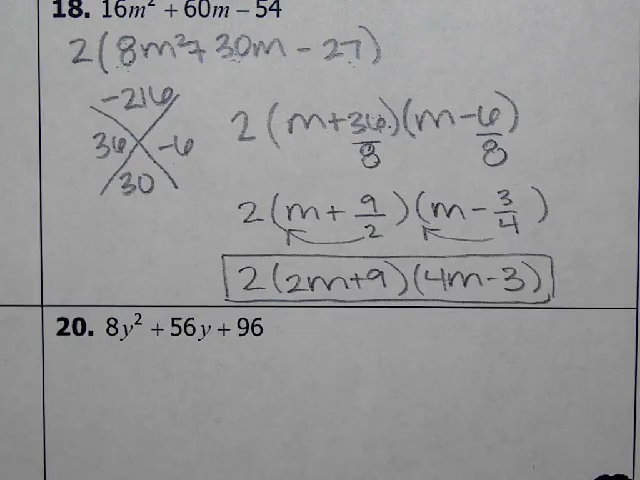 18. 16m² + 60m − 54
2(8m²+30m−27)
-216
36 -6
30
2(m+36/8)(m−6/8)
2(m+9/2)(m−3/4)
2(2m+9)(4m−3)
20. 8y² + 56y + 96